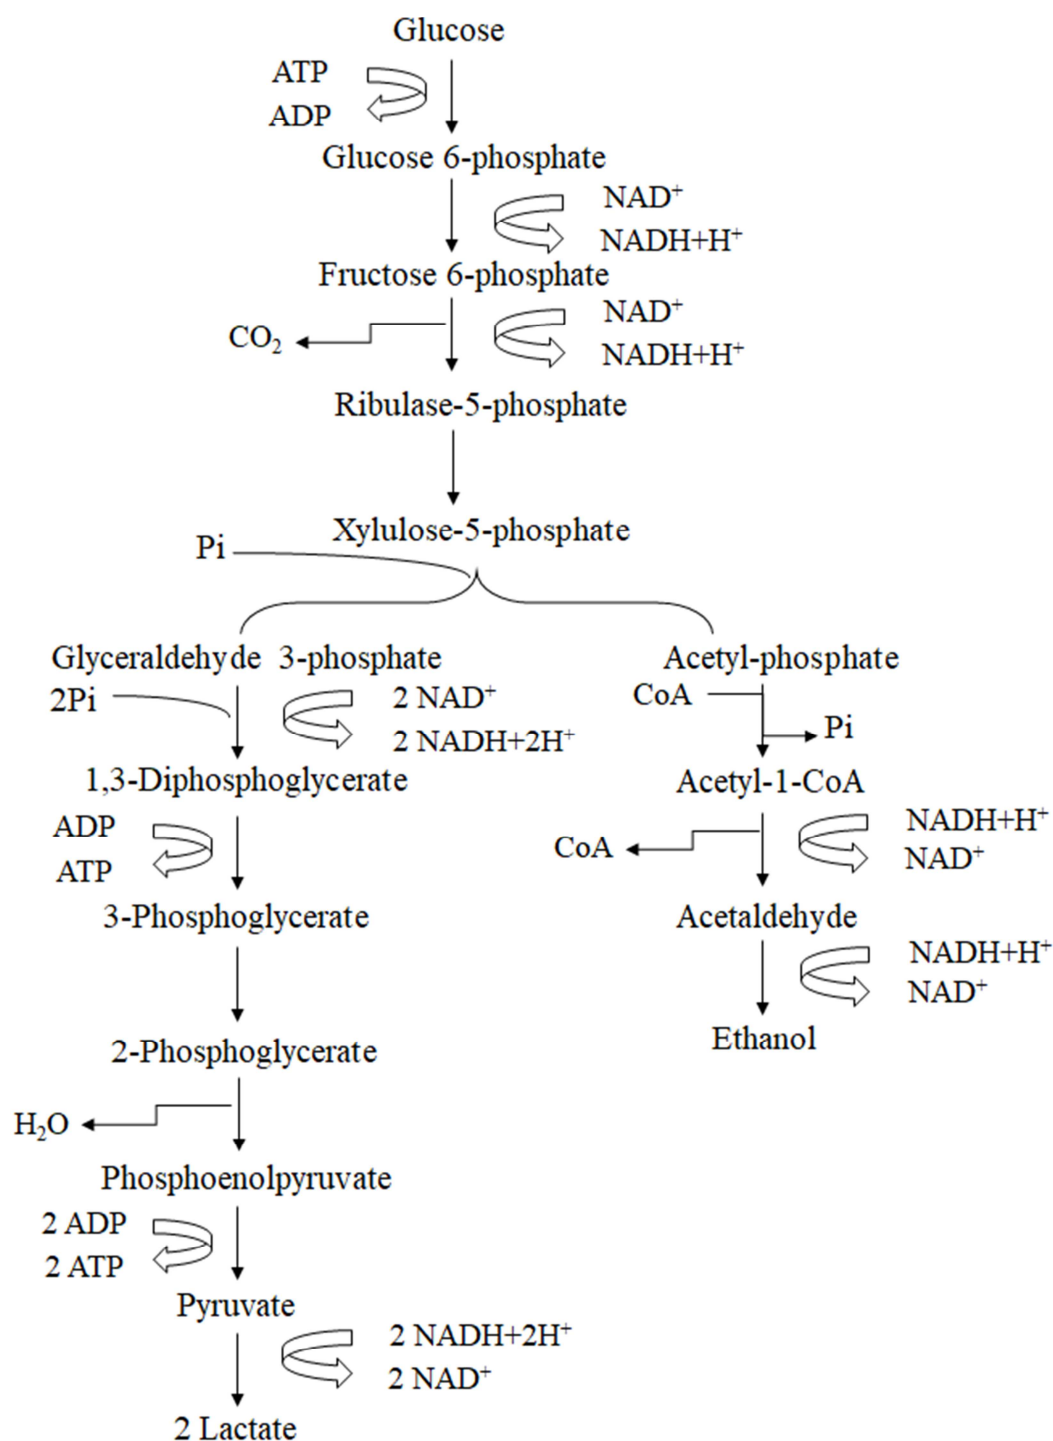 Glucose
ATP
ADP
Glucose 6-phosphate
NAD⁺
NADH+H⁺
Fructose 6-phosphate
NAD⁺
CO₂
NADH+H⁺
Ribulase-5-phosphate
Xylulose-5-phosphate
Pi
Glyceraldehyde 3-phosphate
Acetyl-phosphate
2Pi
2 NAD⁺
CoA
2 NADH+2H⁺
Pi
1,3-Diphosphoglycerate
Acetyl-1-CoA
ADP
NADH+H⁺
ATP
CoA
NAD⁺
3-Phosphoglycerate
Acetaldehyde
NADH+H⁺
NAD⁺
2-Phosphoglycerate
Ethanol
H₂O
Phosphoenolpyruvate
2 ADP
2 ATP
Pyruvate
2 NADH+2H⁺
2 NAD⁺
2 Lactate